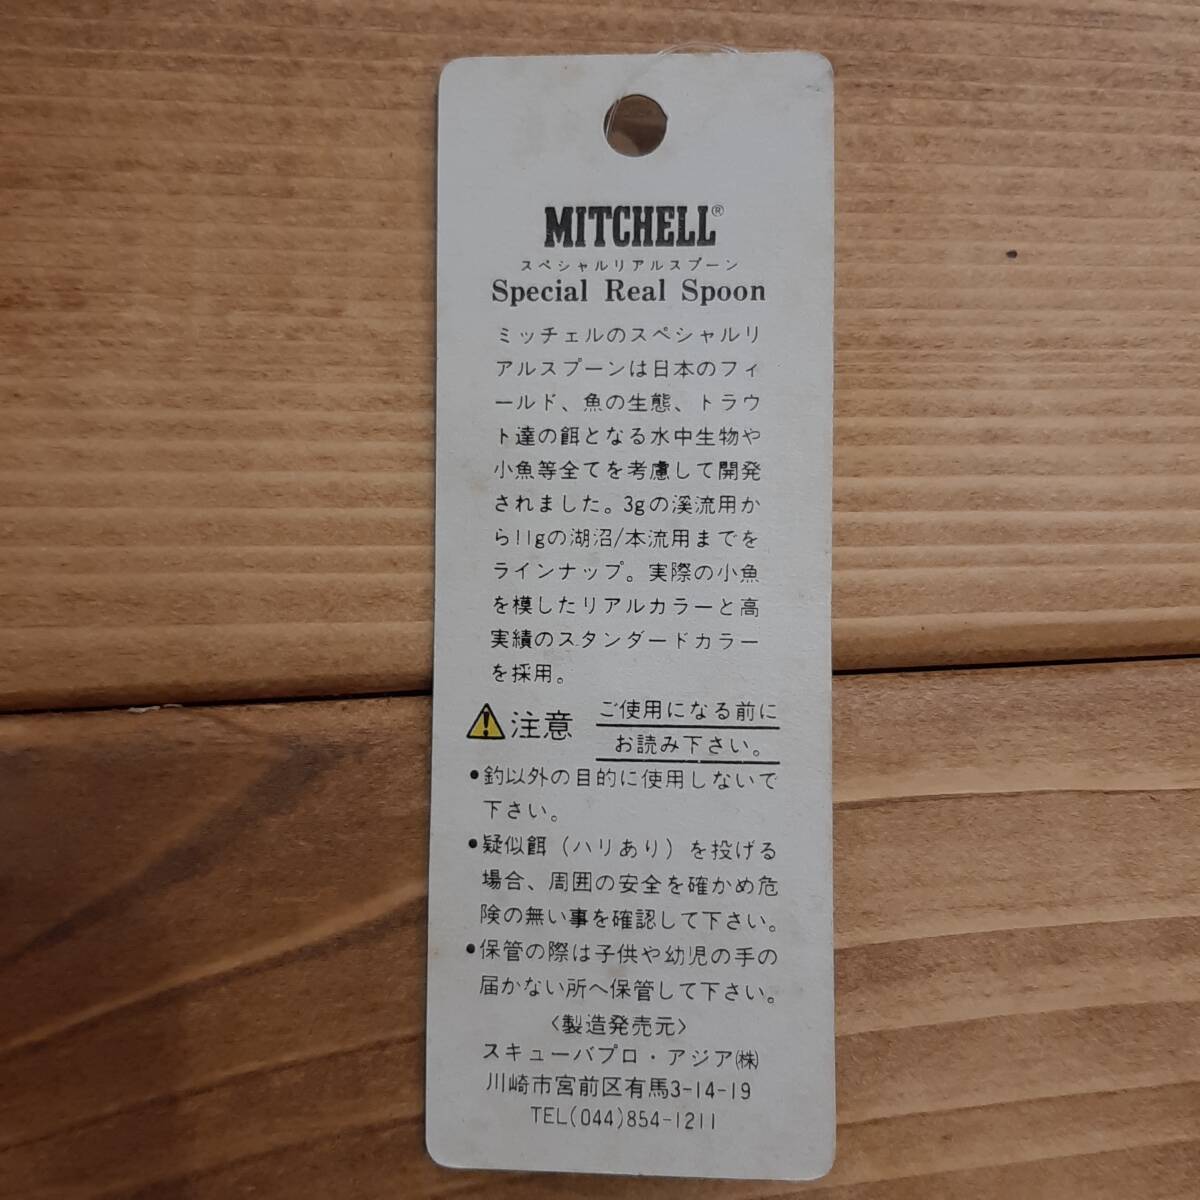 MITCHELL®
スペシャルリアルスプーン
Special Real Spoon
ミッチェルのスペシャルリ
アルスプーンは日本のフィ
ールド、魚の生態、トラウ
ト達の餌となる水中生物や
小魚等全てを考慮して開発
されました。3gの溪流用か
ら11gの湖沼/本流用までを
ラインナップ。実際の小魚
を模したリアルカラーと高
実績のスタンダードカラー
を採用。
注意 ご使用になる前に
お読み下さい。
•釣以外の目的に使用しないで
下さい。
•疑似餌（ハリあり）を投げる
場合、周囲の安全を確かめ危
険の無い事を確認して下さい。
•保管の際は子供や幼児の手の
届かない所へ保管して下さい。
〈製造発売元〉
スキューバプロ・アジア㈱
川崎市宮前区有馬3-14-19
TEL(044)854-1211